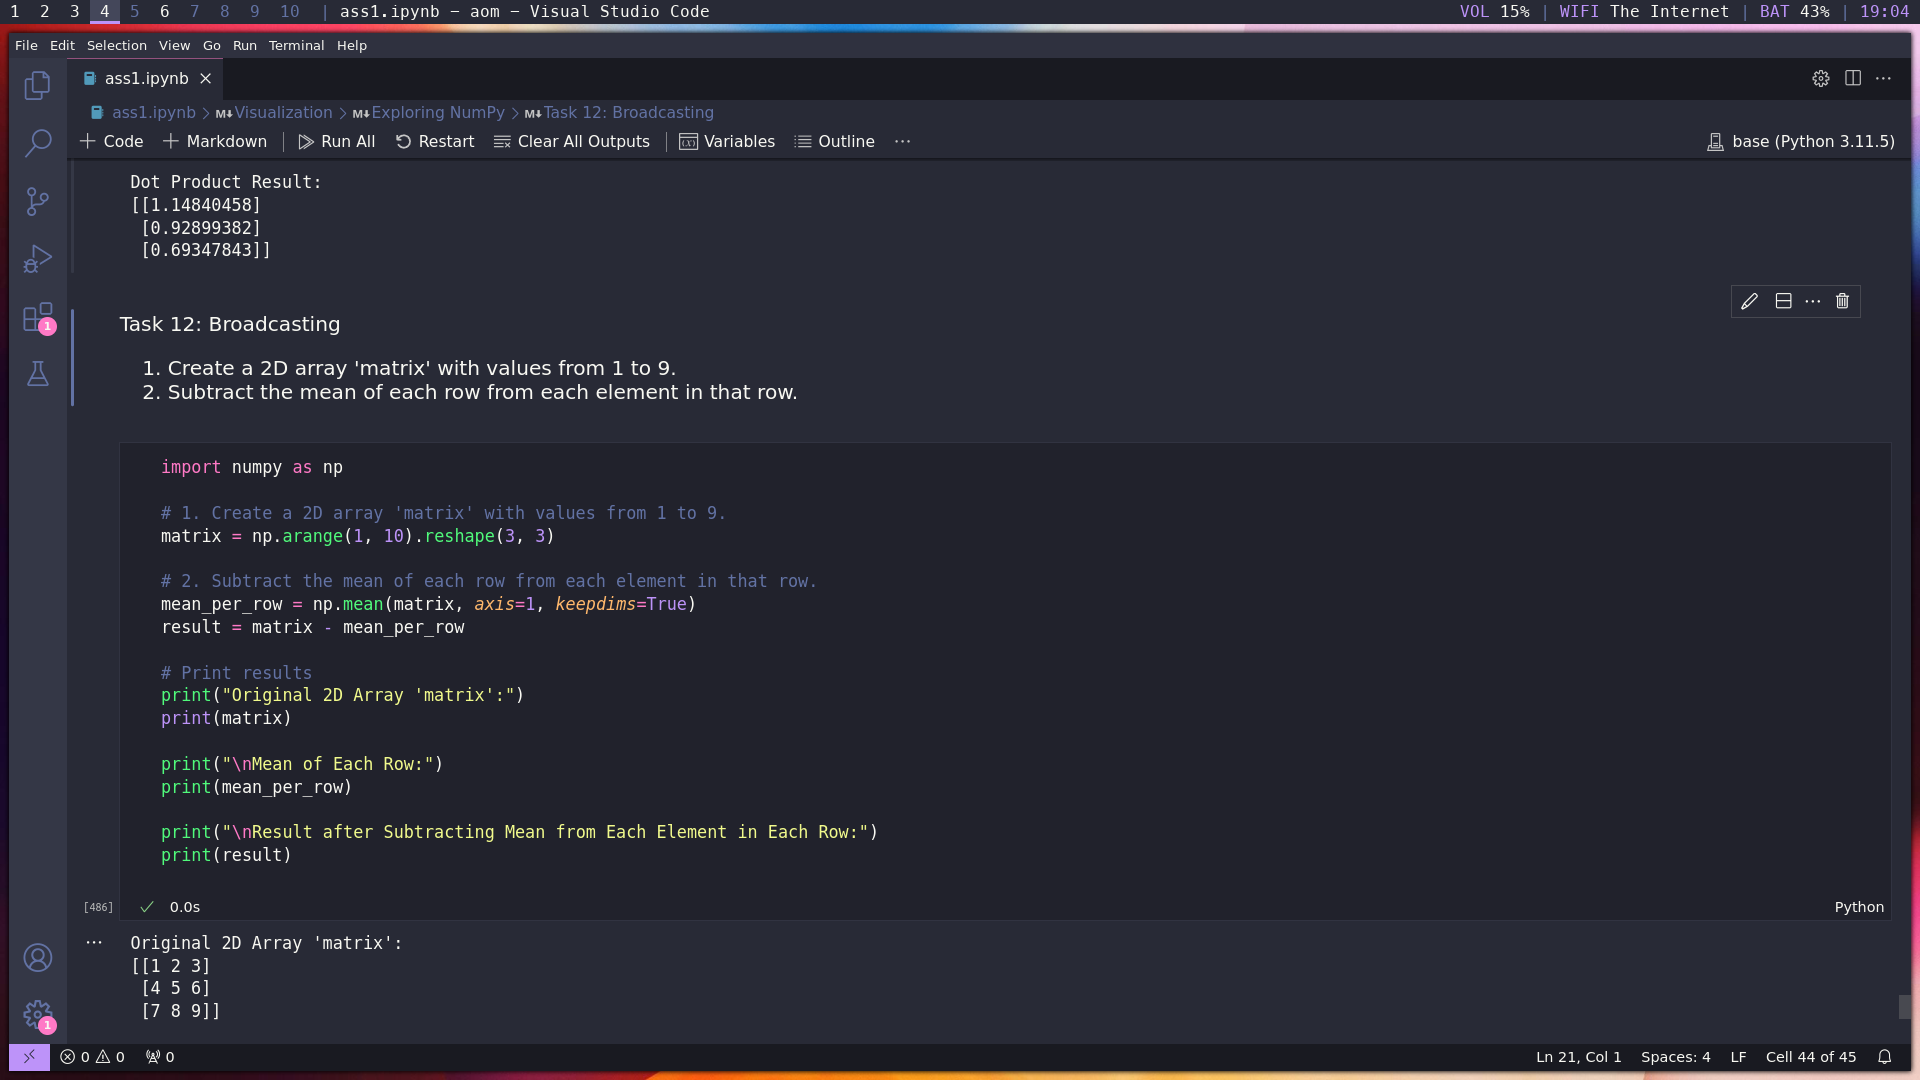 1 2 3 4 5 6 7 8 9 10 | ass1.ipynb — aom — Visual Studio Code VOL 15% | WIFI The Internet | BAT 43% | 19:04
File Edit Selection View Go Run Terminal Help
ass1.ipynb
ass1.ipynb > M↓Visualization > M↓Exploring NumPy > M↓Task 12: Broadcasting
+ Code + Markdown | Run All Restart Clear All Outputs | Variables Outline ··· base (Python 3.11.5)
Dot Product Result:
[[1.14840458]
 [0.92899382]
 [0.69347843]]
Task 12: Broadcasting
1. Create a 2D array 'matrix' with values from 1 to 9.
2. Subtract the mean of each row from each element in that row.
import numpy as np
# 1. Create a 2D array 'matrix' with values from 1 to 9.
matrix = np.arange(1, 10).reshape(3, 3)
# 2. Subtract the mean of each row from each element in that row.
mean_per_row = np.mean(matrix, axis=1, keepdims=True)
result = matrix - mean_per_row
# Print results
print("Original 2D Array 'matrix':")
print(matrix)
print("\nMean of Each Row:")
print(mean_per_row)
print("\nResult after Subtracting Mean from Each Element in Each Row:")
print(result)
[486] 0.0s Python
Original 2D Array 'matrix':
[[1 2 3]
 [4 5 6]
 [7 8 9]]
1
1
0 0 0 Ln 21, Col 1 Spaces: 4 LF Cell 44 of 45